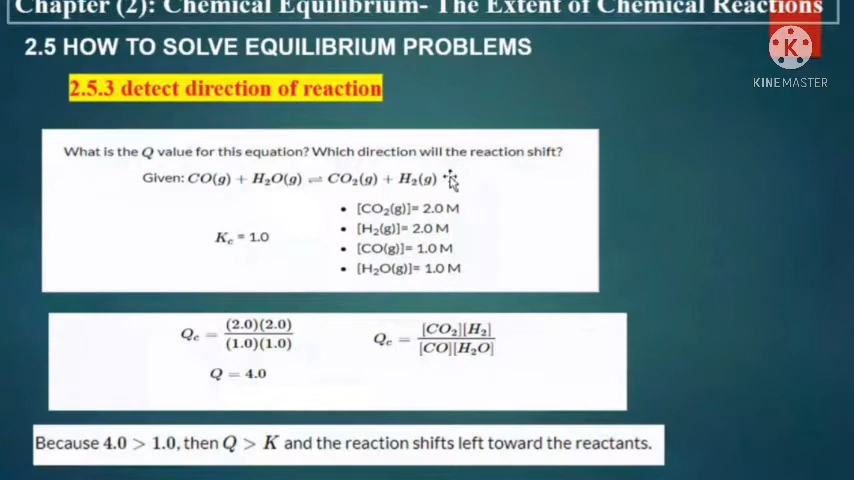 Chapter (2): Chemical Equilibrium- The Extent of Chemical Reactions
2.5 HOW TO SOLVE EQUILIBRIUM PROBLEMS
K
KINEMASTER
2.5.3 detect direction of reaction
What is the Q value for this equation? Which direction will the reaction shift?
Given: CO(g) + H₂O(g) ⇌ CO₂(g) + H₂(g)
Kc = 1.0
• [CO₂(g)]= 2.0 M
• [H₂(g)]= 2.0 M
• [CO(g)]= 1.0 M
• [H₂O(g)]= 1.0 M
Qc = (2.0)(2.0) / (1.0)(1.0)
Qc = [CO₂][H₂] / [CO][H₂O]
Q = 4.0
Because 4.0 > 1.0, then Q > K and the reaction shifts left toward the reactants.